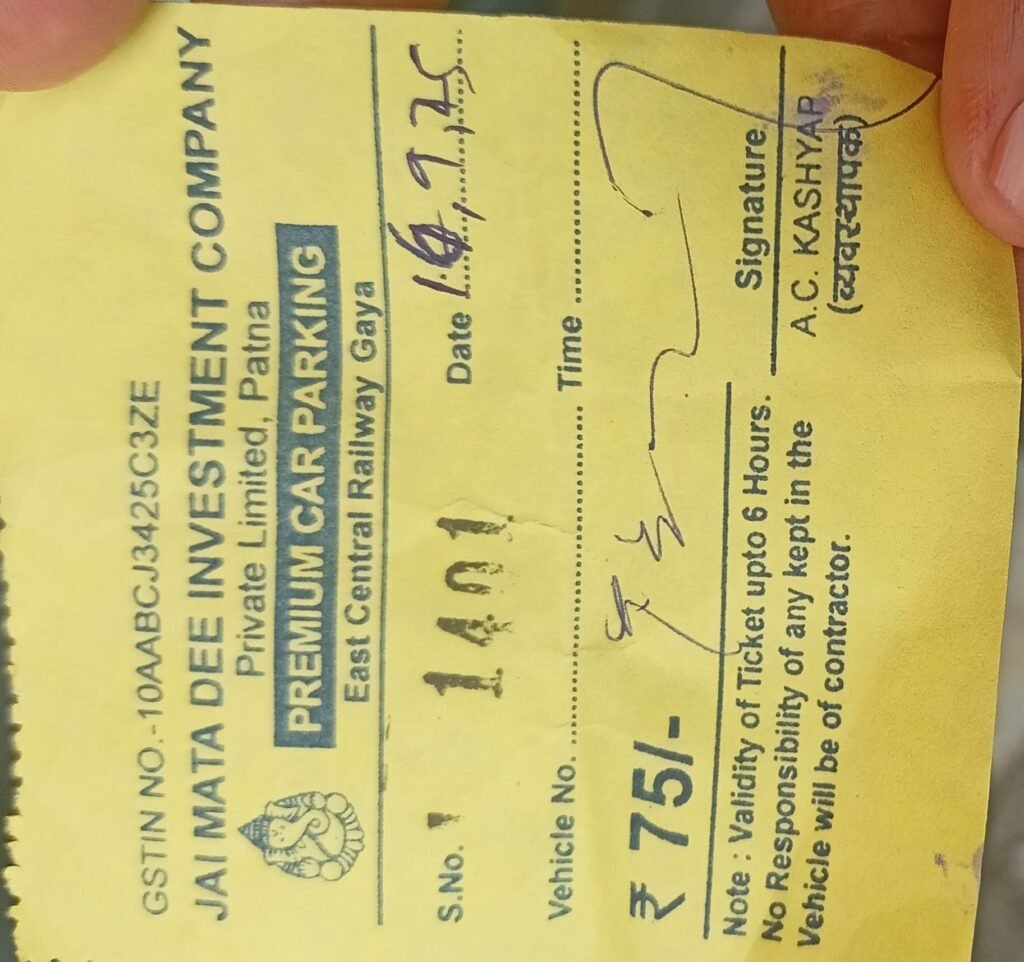 GSTIN NO.-10AABCJ3425C3ZE
JAI MATA DEE INVESTMENT COMPANY
Private Limited, Patna
PREMIUM CAR PARKING
East Central Railway Gaya
S.No. 1401 Date 16,9,25
Vehicle No. Time
₹ 75/-
Note : Validity of Ticket upto 6 Hours.
No Responsibility of any kept in the
Vehicle will be of contractor.
Signature
A.C. KASHYAP
(व्यवस्थापक)